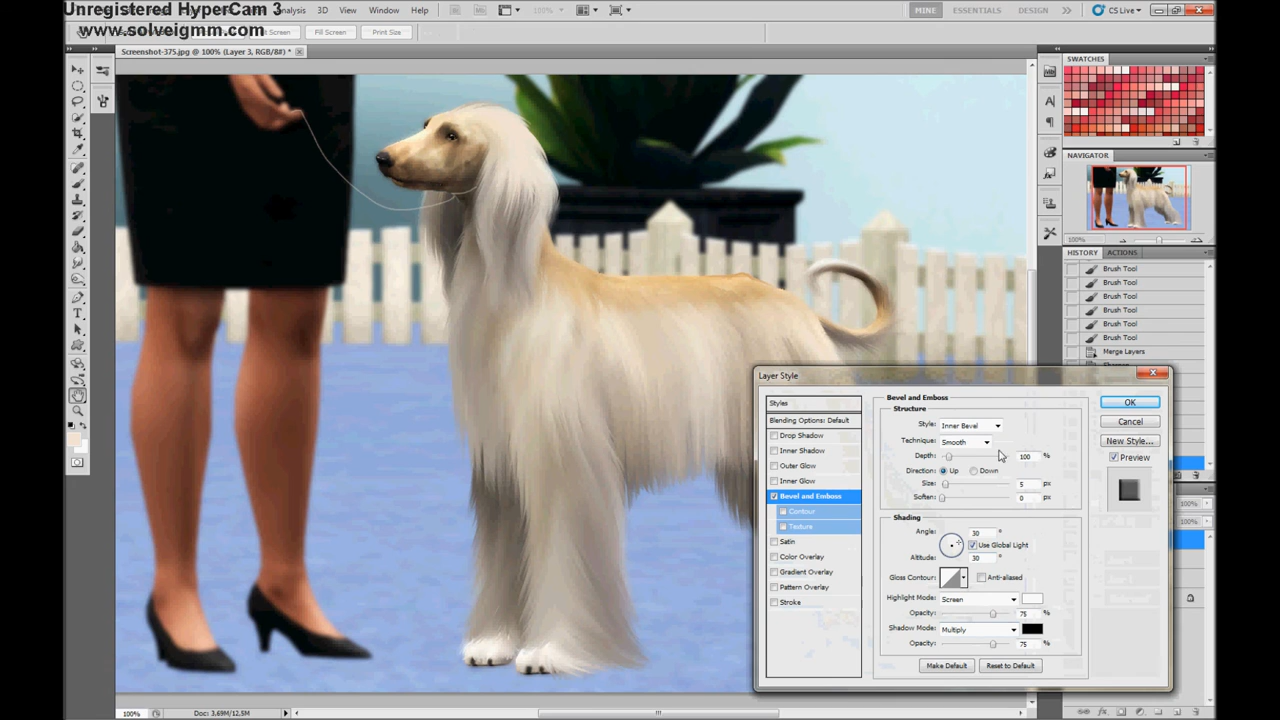 Unregistered HyperCam 3
www.solveigmm.com
Analysis 3D View Window Help 100% MINE ESSENTIALS DESIGN CS Live
Screen Fill Screen Print Size
Screenshot-375.jpg @ 100% (Layer 3, RGB/8#) *
SWATCHES
NAVIGATOR
100%
HISTORY ACTIONS
Brush Tool
Brush Tool
Brush Tool
Brush Tool
Brush Tool
Brush Tool
Merge Layers
Layer Style
Styles
Blending Options: Default
Drop Shadow
Inner Shadow
Outer Glow
Inner Glow
Bevel and Emboss
Contour
Texture
Satin
Color Overlay
Gradient Overlay
Pattern Overlay
Stroke
Bevel and Emboss
Structure
Style: Inner Bevel
Technique: Smooth
Depth: 100 %
Direction: Up Down
Size: 5 px
Soften: 0 px
Shading
Angle: 30 °
Use Global Light
Altitude: 30 °
Gloss Contour: Anti-aliased
Highlight Mode: Screen
Opacity: 75 %
Shadow Mode: Multiply
Opacity: 75 %
Make Default Reset to Default
OK
Cancel
New Style...
Preview
100%
100%
100% Doc: 3.69M/12.5M